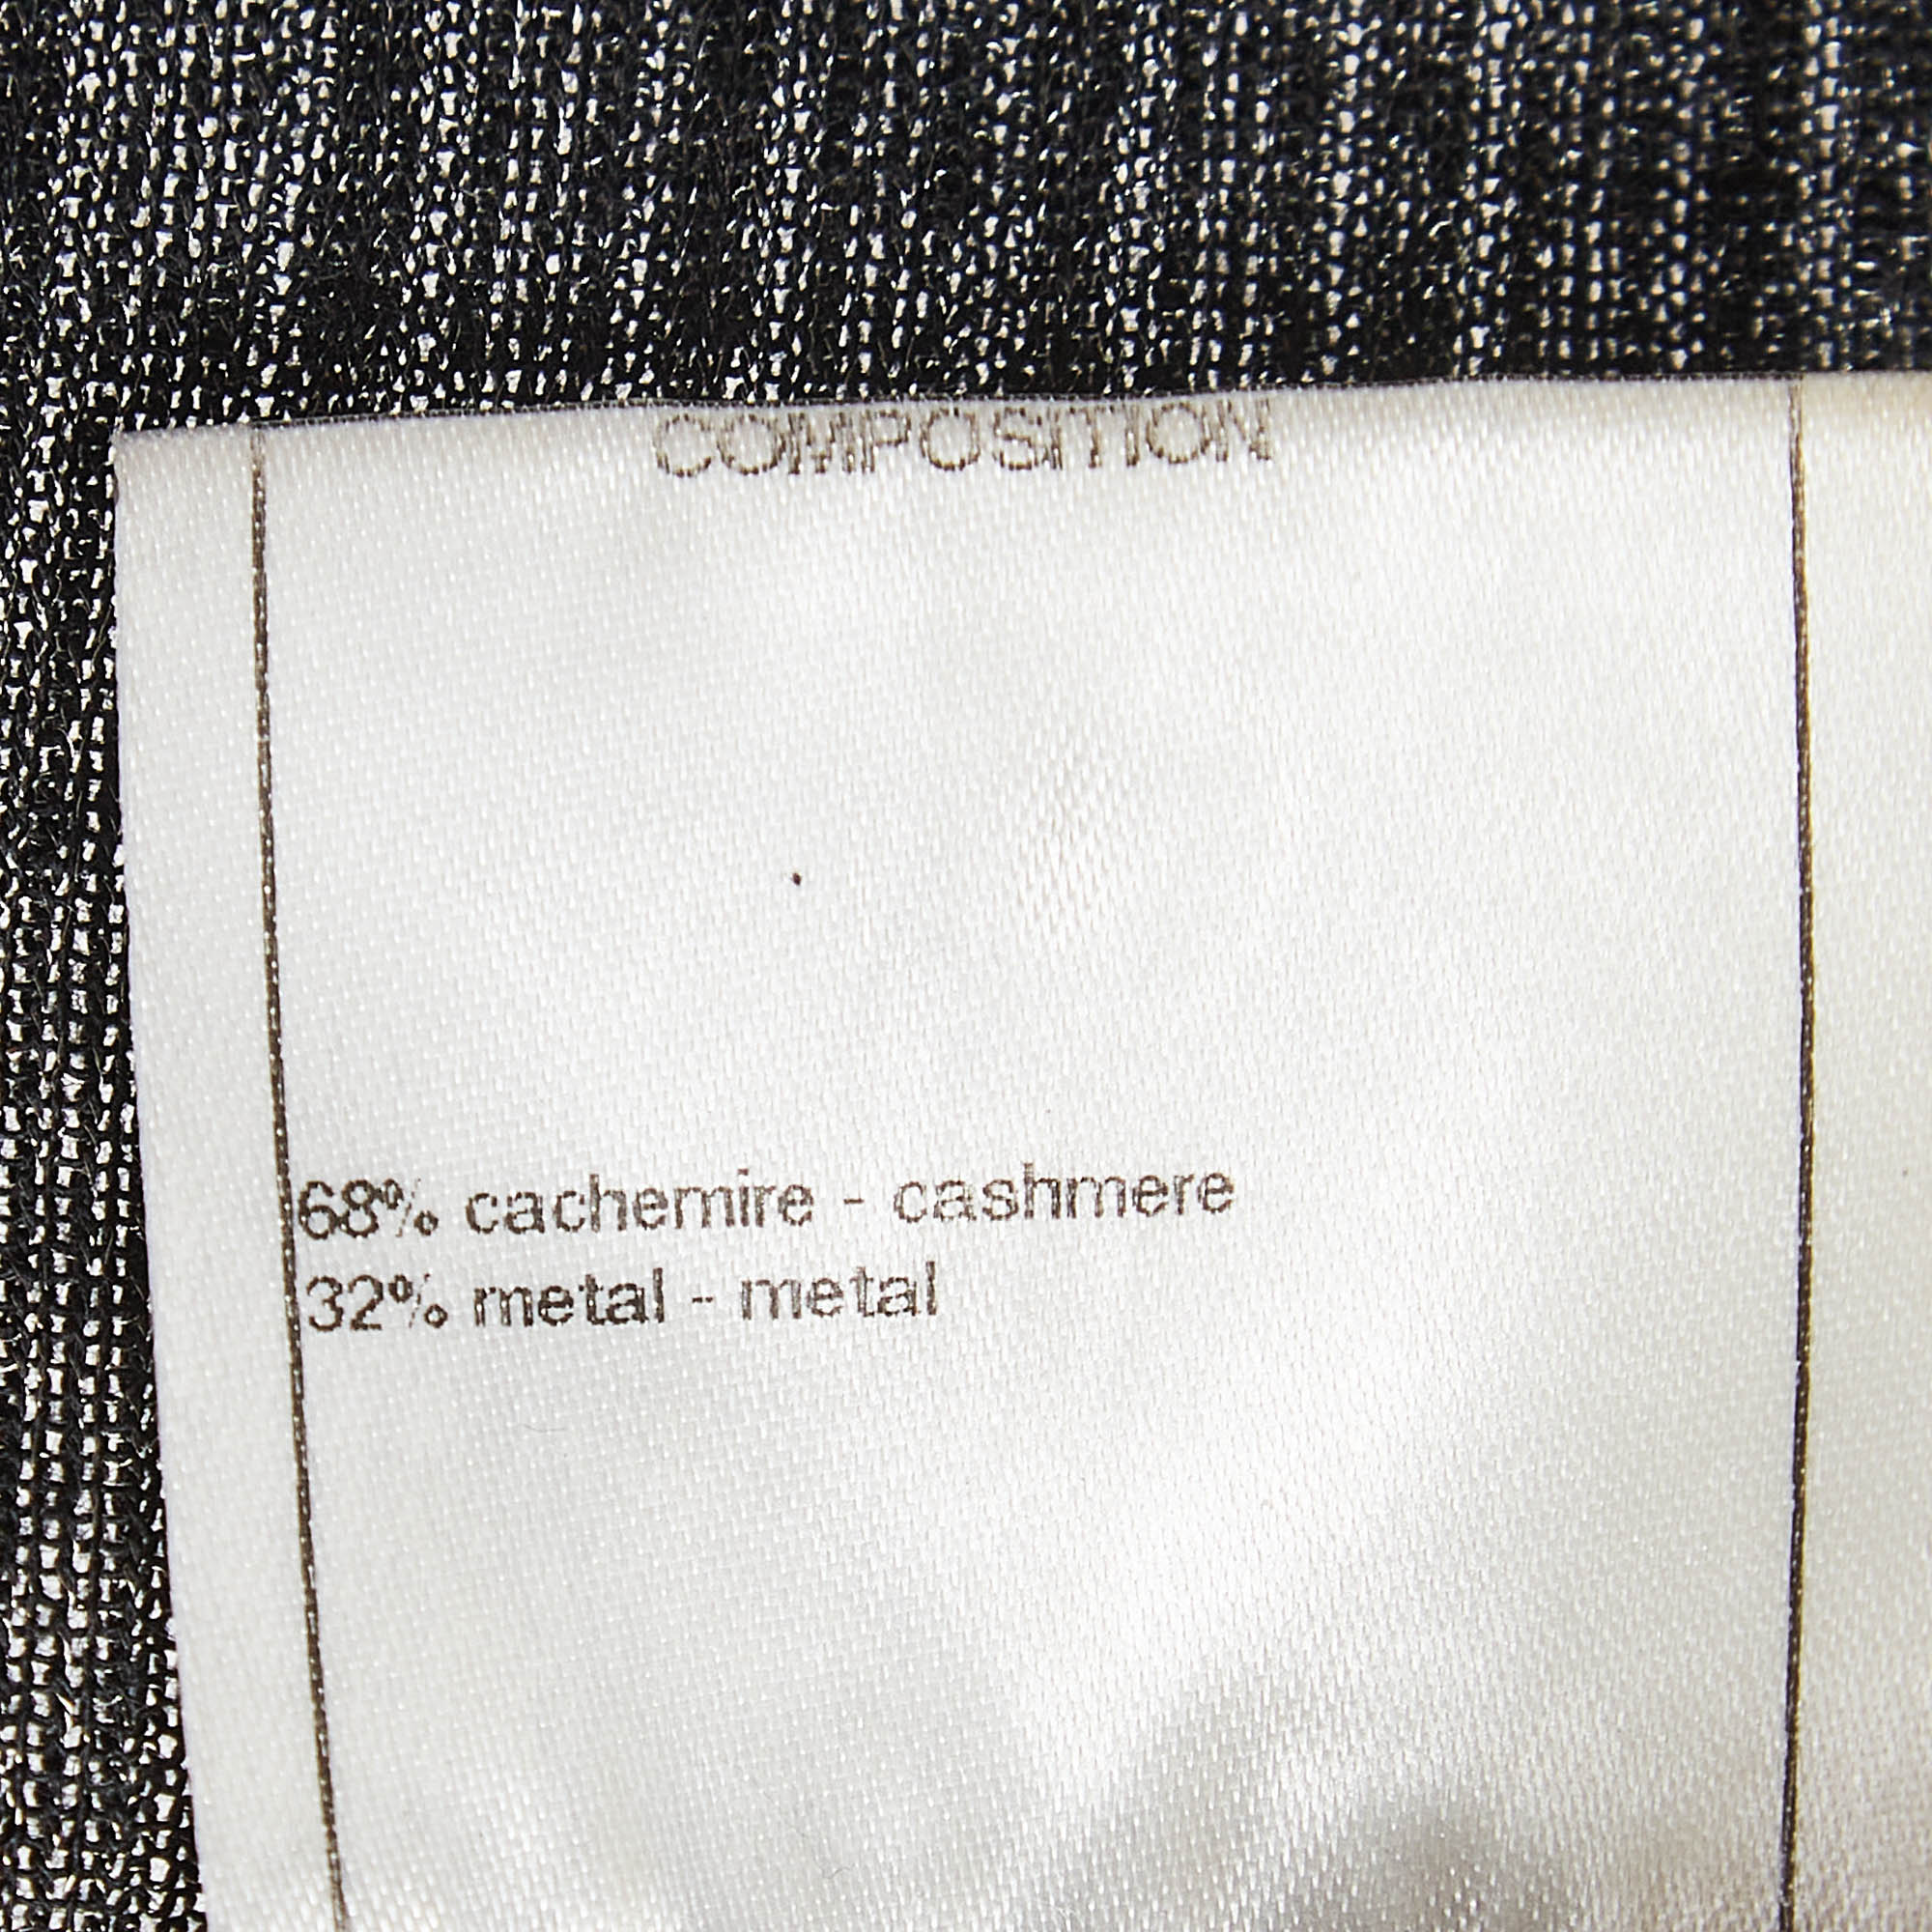 COMPOSITION
68% cachemire - cashmere
32% metal - metal